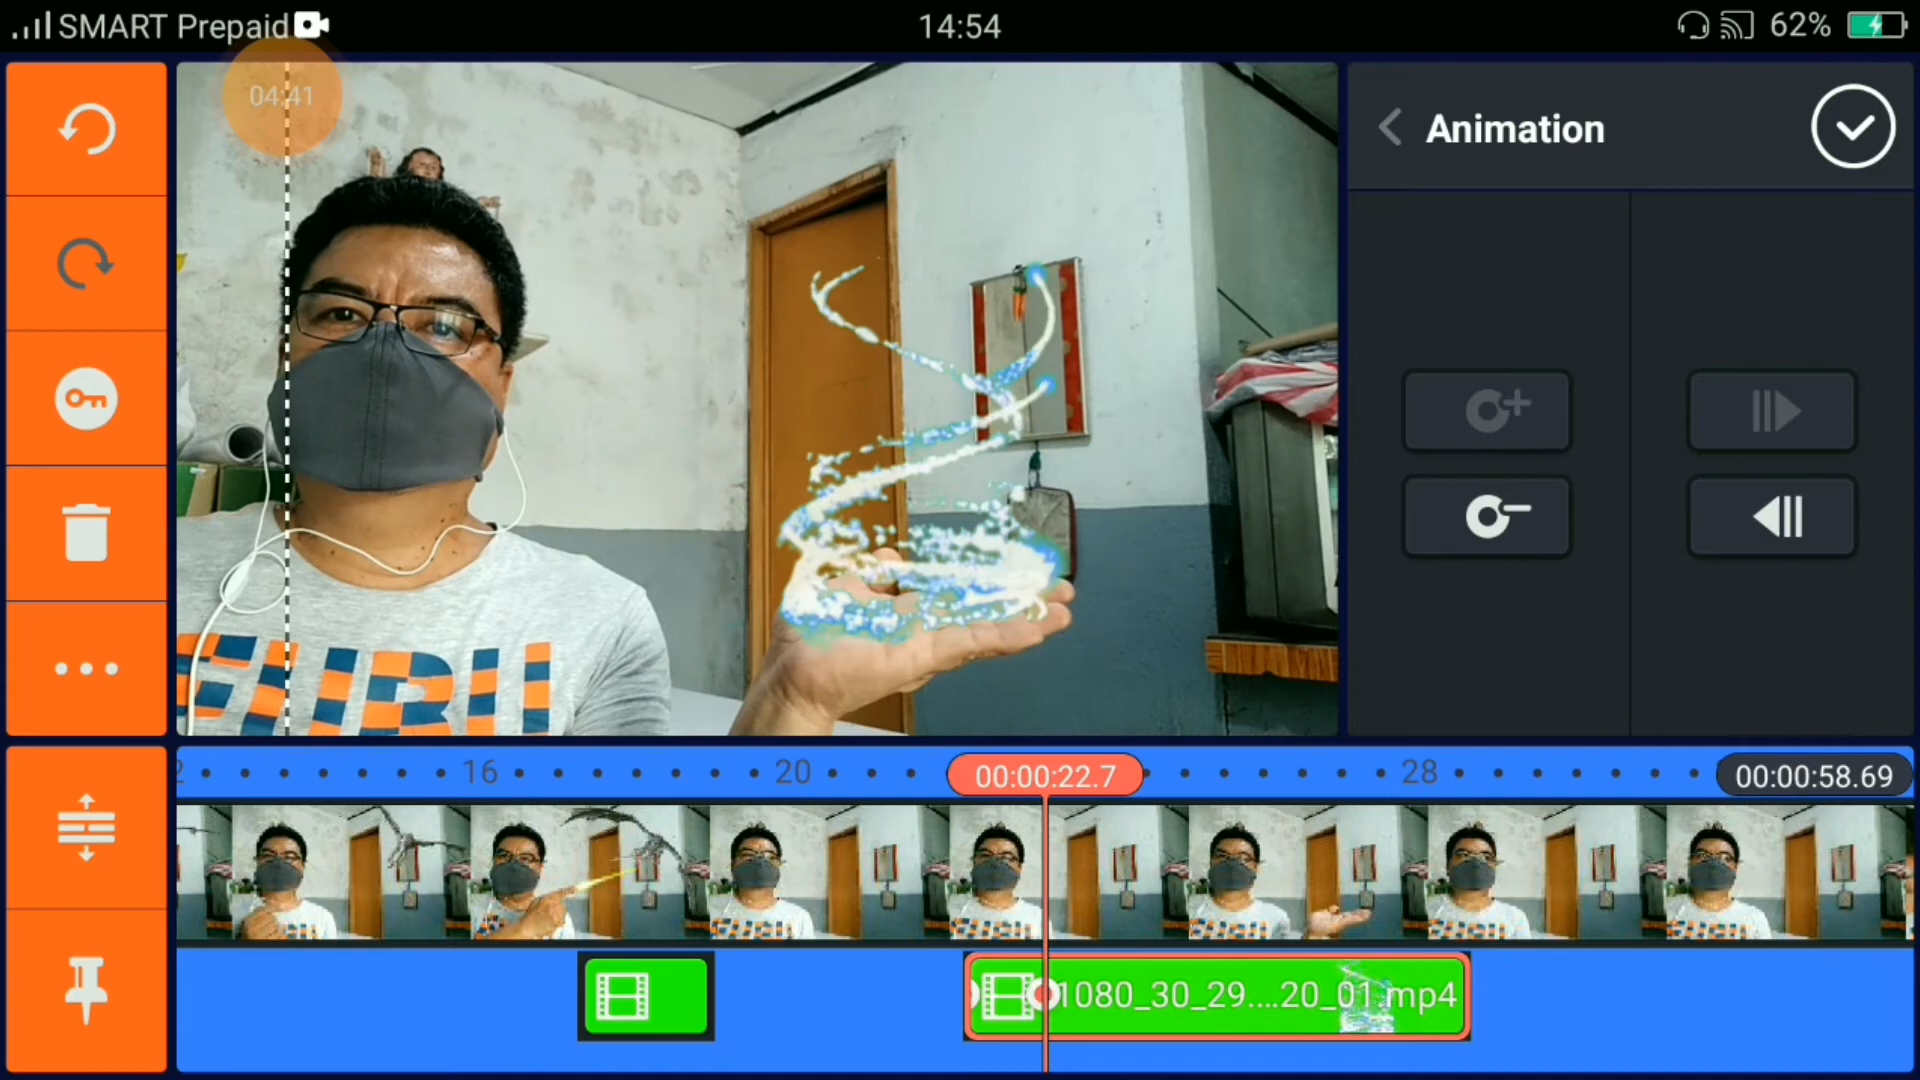 SMART Prepaid
14:54
62%
04:41
Animation
16
20
00:00:22.7
28
00:00:58.69
1080_30_29....20_01.mp4